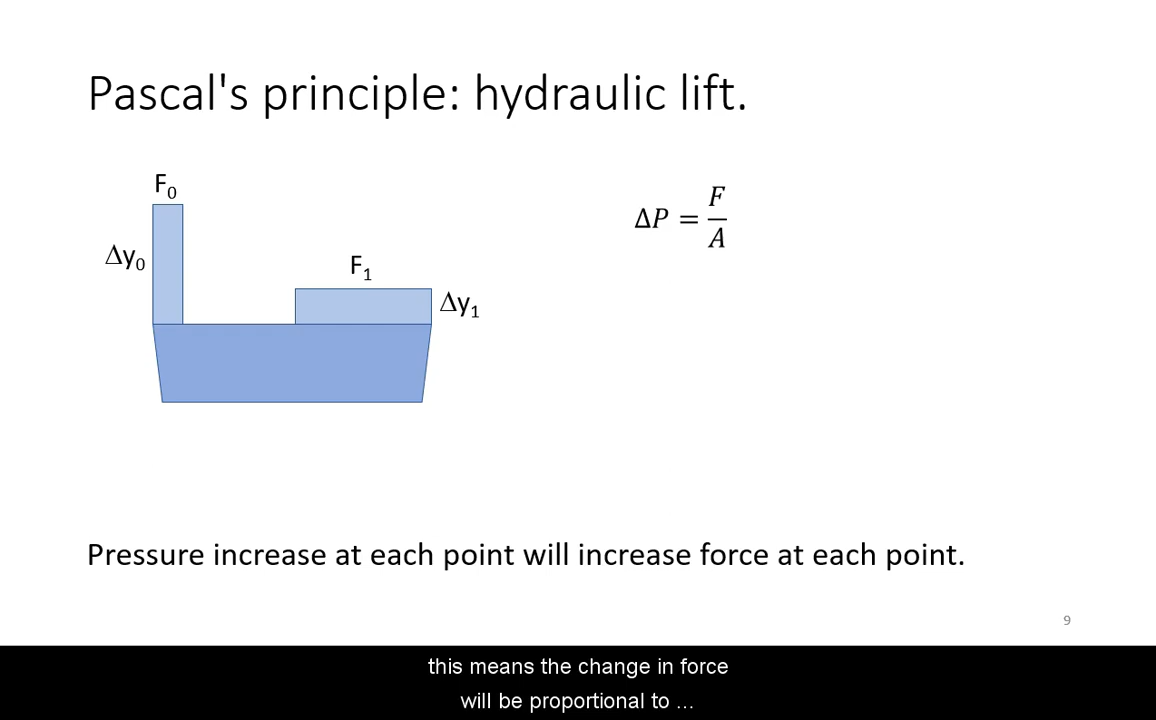 Pascal's principle: hydraulic lift.
F₀
Δy₀
F₁
Δy₁
ΔP = F/A
Pressure increase at each point will increase force at each point.
9
this means the change in force
will be proportional to ...